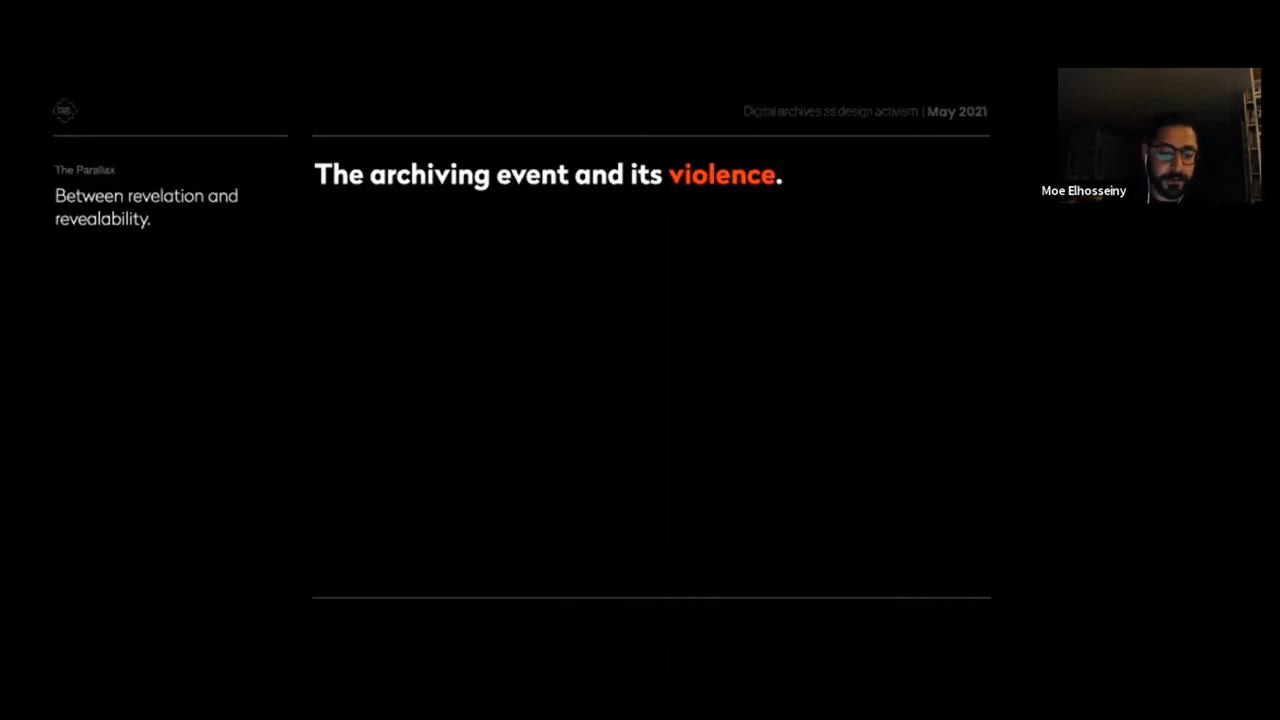 Digital archives as design activism | May 2021
The Parallax
Between revelation and
revealability.
The archiving event and its violence.
Moe Elhosseiny